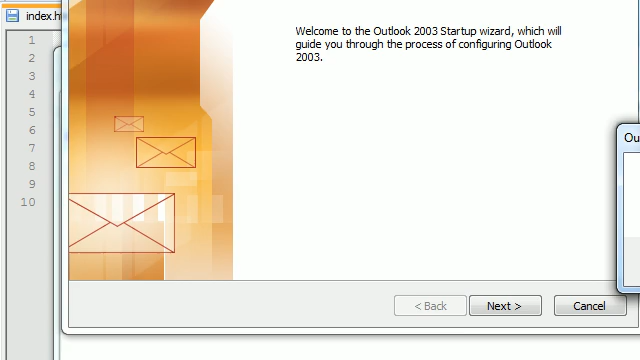 index.h
1
2
3
4
5
6
7
8
9
10
Welcome to the Outlook 2003 Startup wizard, which will
guide you through the process of configuring Outlook
2003.
Ou
< Back
Next >
Cancel